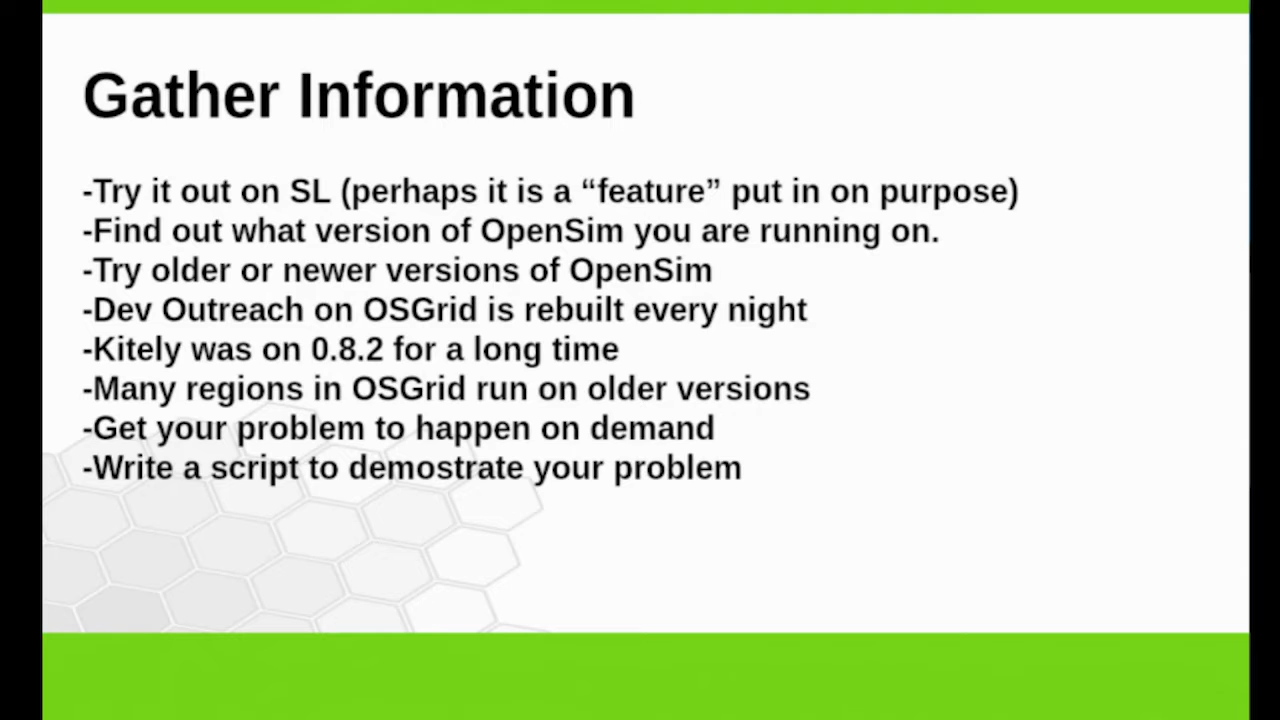 Gather Information
-Try it out on SL (perhaps it is a “feature” put in on purpose)
-Find out what version of OpenSim you are running on.
-Try older or newer versions of OpenSim
-Dev Outreach on OSGrid is rebuilt every night
-Kitely was on 0.8.2 for a long time
-Many regions in OSGrid run on older versions
-Get your problem to happen on demand
-Write a script to demostrate your problem